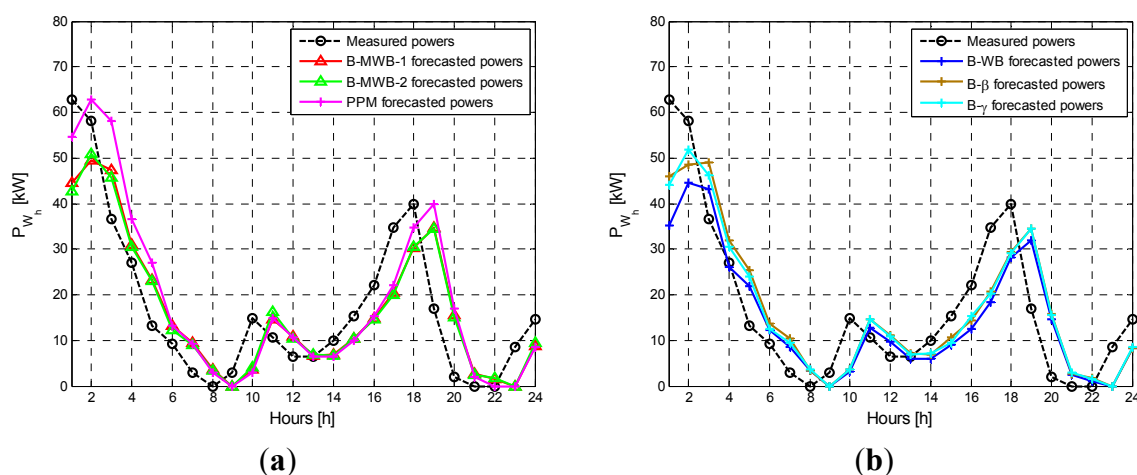 80
70
60
50
40
30
20
10
0
P_Wh [kW]
2 4 6 8 10 12 14 16 18 20 22 24
Hours [h]
Measured powers
B-MWB-1 forecasted powers
B-MWB-2 forecasted powers
PPM forecasted powers
(a)
80
70
60
50
40
30
20
10
0
P_Wh [kW]
2 4 6 8 10 12 14 16 18 20 22 24
Hours [h]
Measured powers
B-WB forecasted powers
B-β forecasted powers
B-γ forecasted powers
(b)